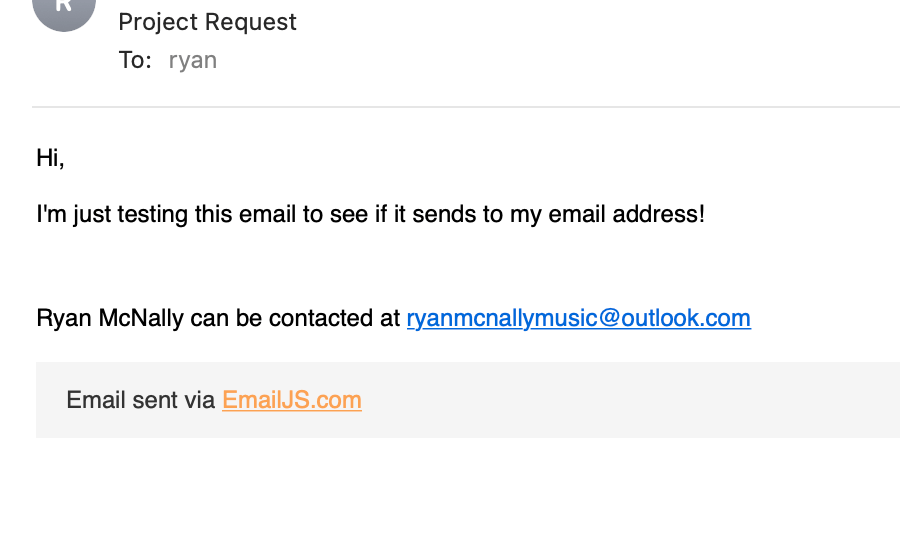 R
Project Request
To: ryan
Hi,
I'm just testing this email to see if it sends to my email address!
Ryan McNally can be contacted at ryanmcnallymusic@outlook.com
Email sent via EmailJS.com